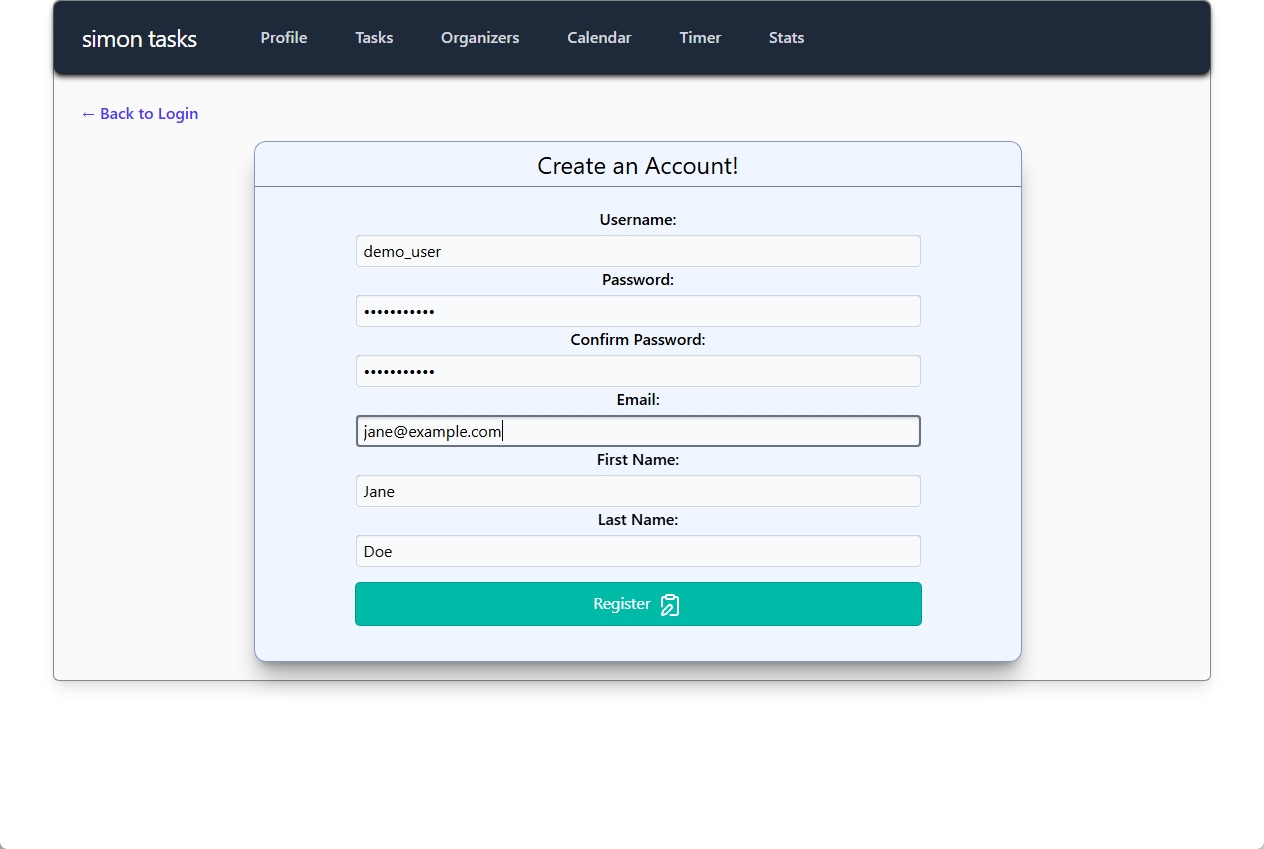 simon tasks Profile Tasks Organizers Calendar Timer Stats
← Back to Login
Create an Account!
Username:
demo_user
Password:
•••••••••••
Confirm Password:
•••••••••••
Email:
jane@example.com
First Name:
Jane
Last Name:
Doe
Register